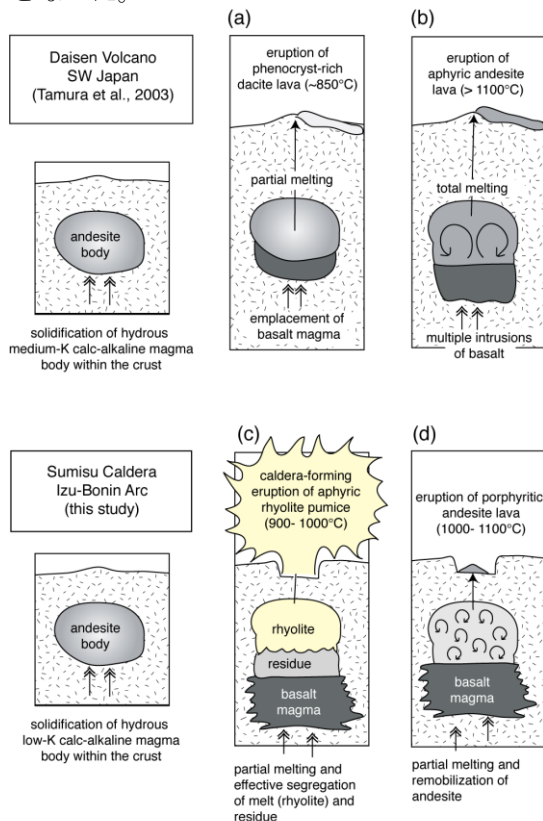 Daisen Volcano
SW Japan
(Tamura et al., 2003)
andesite
body
solidification of hydrous
medium-K calc-alkaline magma
body within the crust
(a)
eruption of
phenocryst-rich
dacite lava (~850°C)
partial melting
emplacement of
basalt magma
(b)
eruption of
aphyric andesite
lava (> 1100°C)
total melting
multiple intrusions
of basalt
Sumisu Caldera
Izu-Bonin Arc
(this study)
andesite
body
solidification of hydrous
low-K calc-alkaline magma
body within the crust
(c)
caldera-forming
eruption of aphyric
rhyolite pumice
(900- 1000°C)
rhyolite
residue
basalt
magma
partial melting and
effective segregation
of melt (rhyolite) and
residue
(d)
eruption of porphyritic
andesite lava
(1000- 1100°C)
basalt
magma
partial melting and
remobilization of
andesite